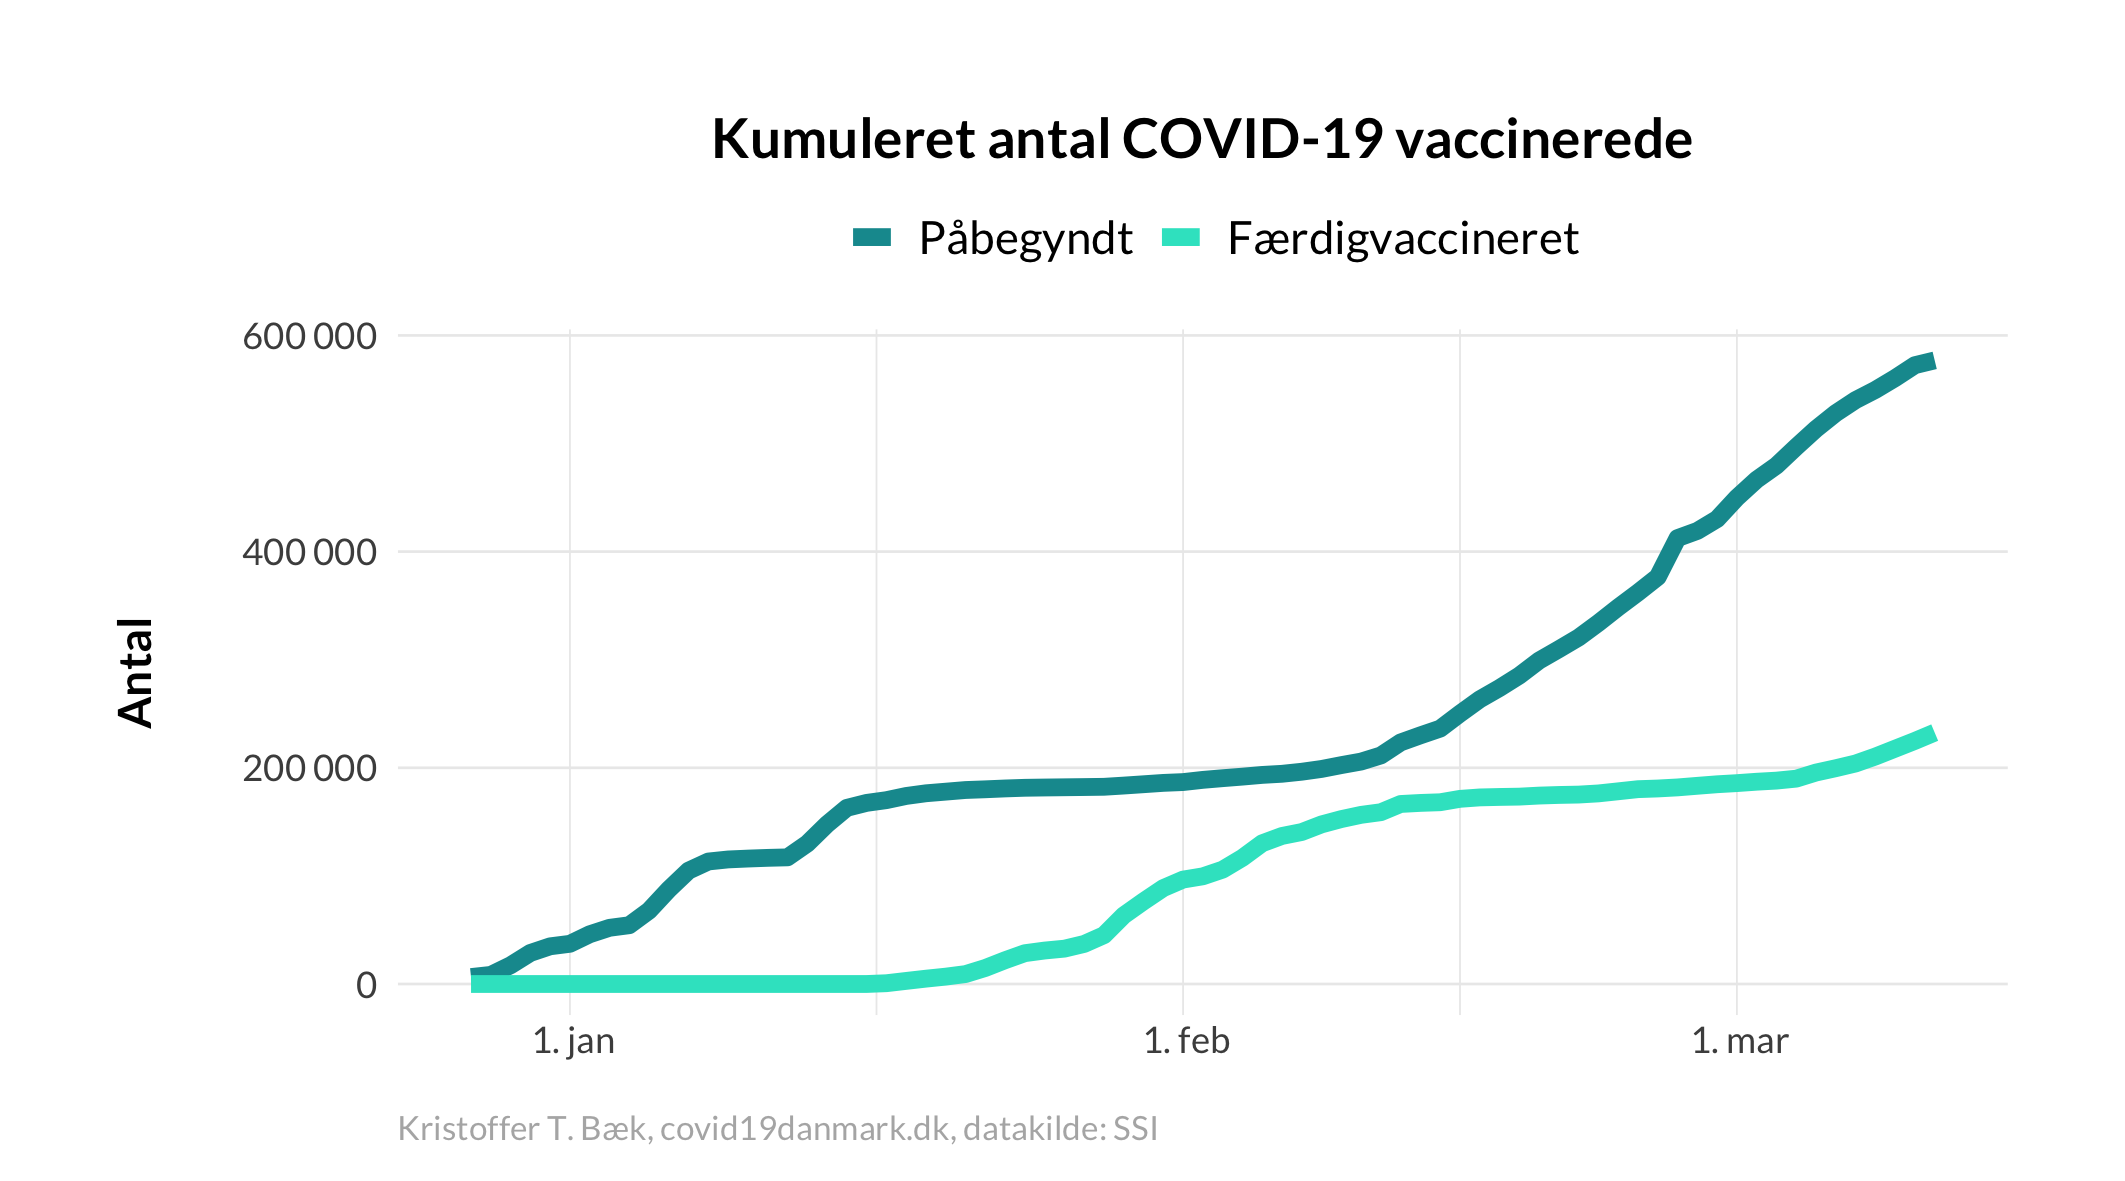 Kumuleret antal COVID-19 vaccinerede
Påbegyndt Færdigvaccineret
600 000
400 000
200 000
0
Antal
1. jan 1. feb 1. mar
Kristoffer T. Bæk, covid19danmark.dk, datakilde: SSI